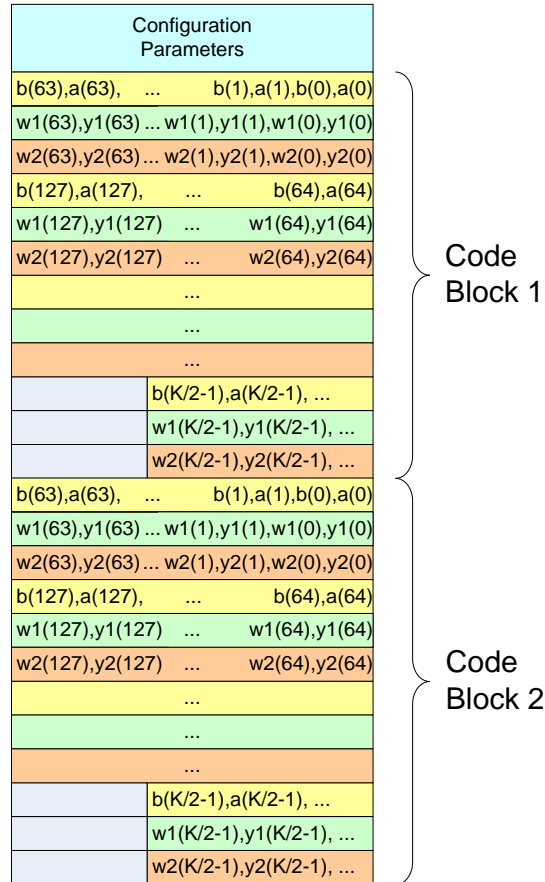 Configuration
Parameters
b(63),a(63), ... b(1),a(1),b(0),a(0)
w1(63),y1(63) ... w1(1),y1(1),w1(0),y1(0)
w2(63),y2(63) ... w2(1),y2(1),w2(0),y2(0)
b(127),a(127), ... b(64),a(64)
w1(127),y1(127) ... w1(64),y1(64)
w2(127),y2(127) ... w2(64),y2(64)
...
...
...
b(K/2-1),a(K/2-1), ...
w1(K/2-1),y1(K/2-1), ...
w2(K/2-1),y2(K/2-1), ...
Code
Block 1
b(63),a(63), ... b(1),a(1),b(0),a(0)
w1(63),y1(63) ... w1(1),y1(1),w1(0),y1(0)
w2(63),y2(63) ... w2(1),y2(1),w2(0),y2(0)
b(127),a(127), ... b(64),a(64)
w1(127),y1(127) ... w1(64),y1(64)
w2(127),y2(127) ... w2(64),y2(64)
...
...
...
b(K/2-1),a(K/2-1), ...
w1(K/2-1),y1(K/2-1), ...
w2(K/2-1),y2(K/2-1), ...
Code
Block 2